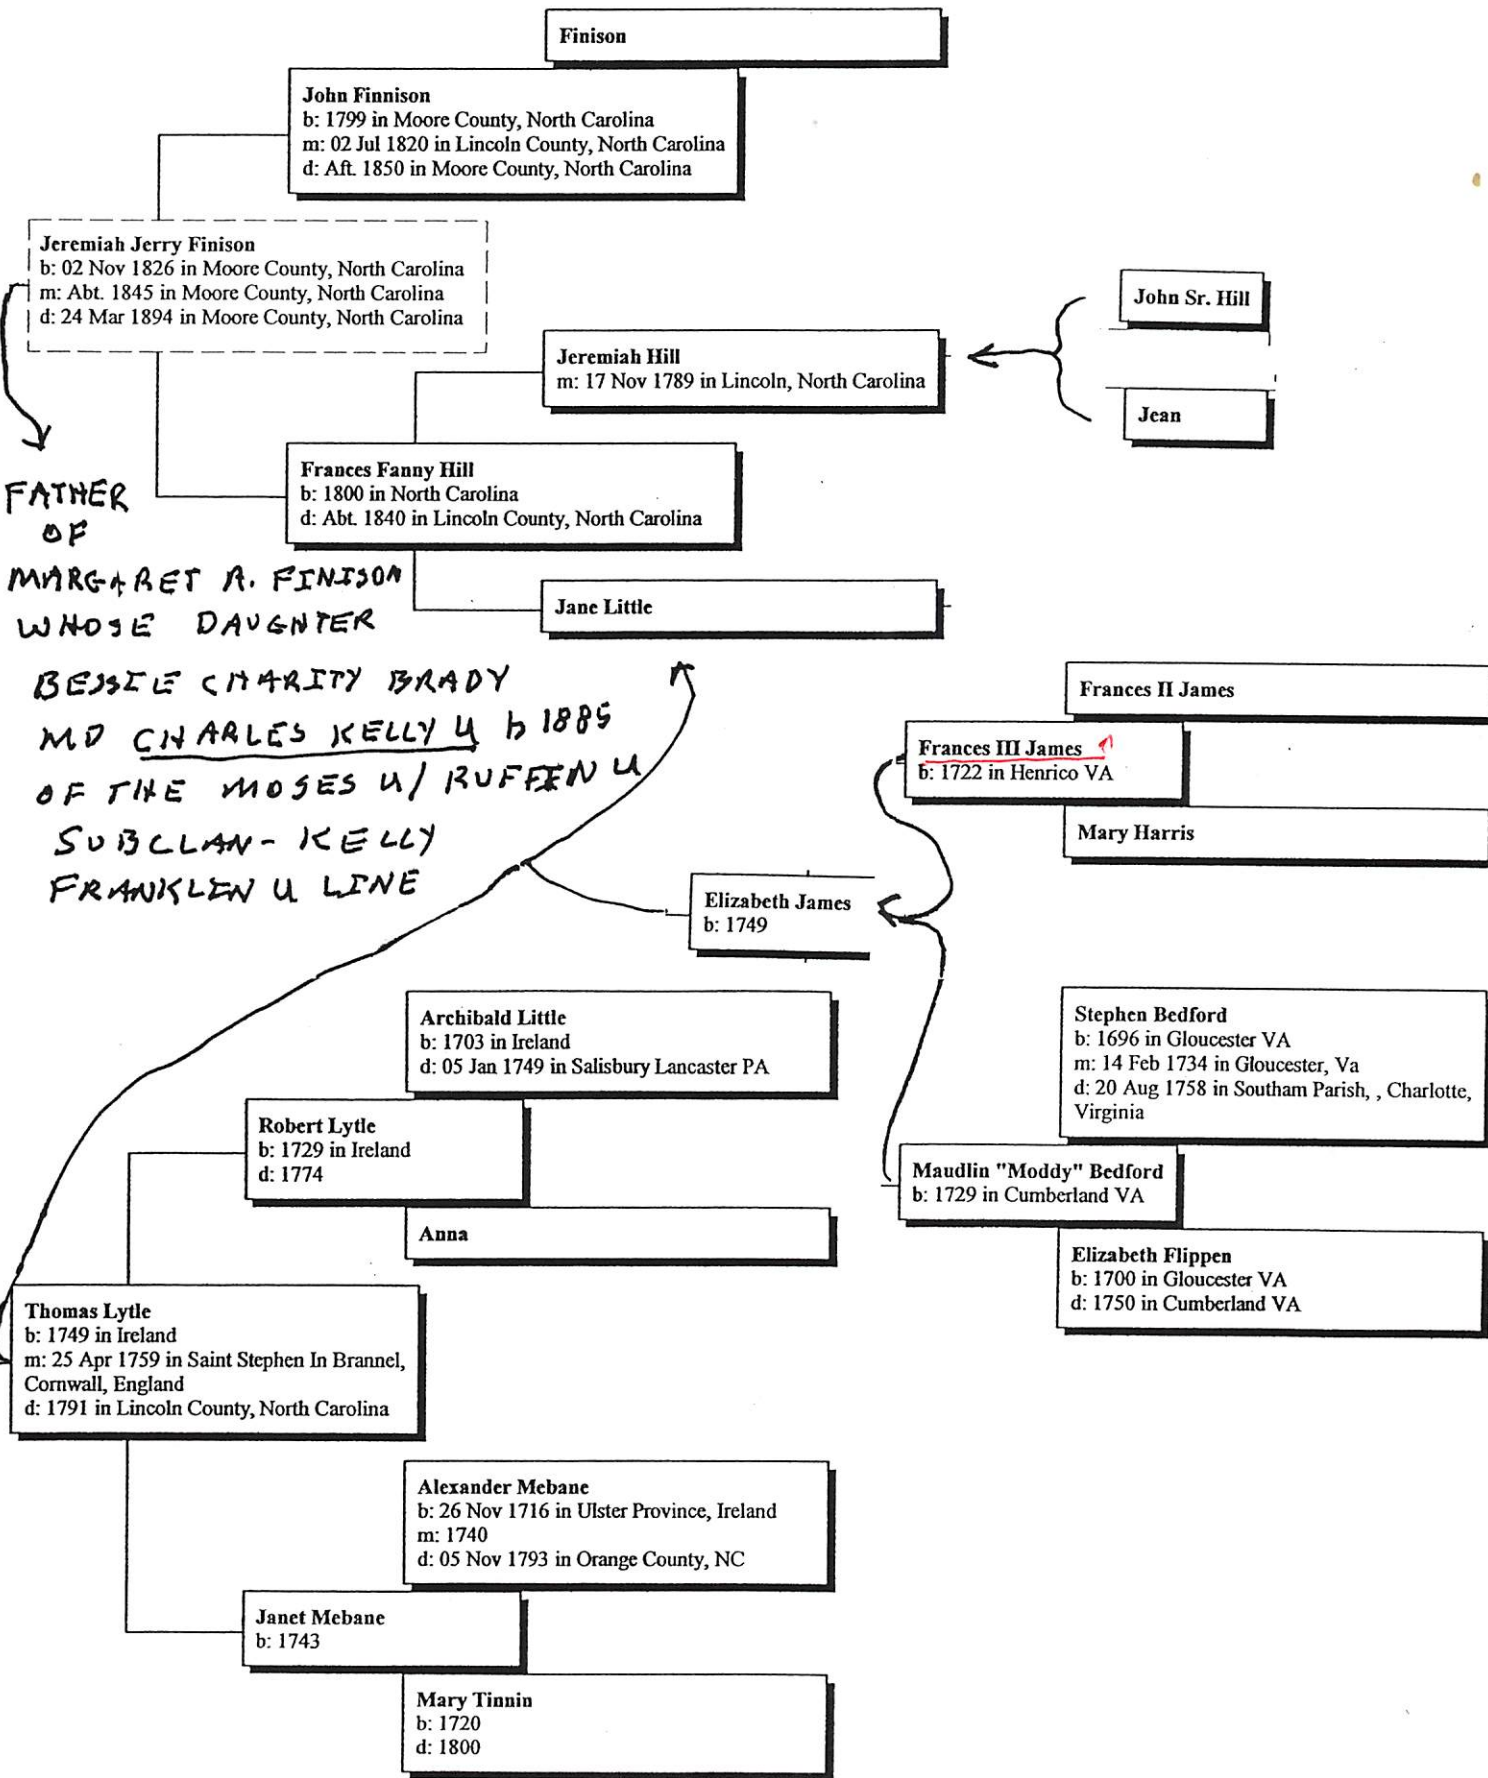 Finison
John Finnison
b: 1799 in Moore County, North Carolina
m: 02 Jul 1820 in Lincoln County, North Carolina
d: Aft. 1850 in Moore County, North Carolina
Jeremiah Jerry Finison
b: 02 Nov 1826 in Moore County, North Carolina
m: Abt. 1845 in Moore County, North Carolina
d: 24 Mar 1894 in Moore County, North Carolina
John Sr. Hill
Jeremiah Hill
m: 17 Nov 1789 in Lincoln, North Carolina
Jean
Frances Fanny Hill
b: 1800 in North Carolina
d: Abt. 1840 in Lincoln County, North Carolina
Jane Little
FATHER
OF
MARGARET A. FINISON
WHOSE DAUGHTER
BESSIE CHARITY BRADY
MD CHARLES KELLY U b 1885
OF THE MOSES U/ RUFFIN U
SUBCLAN - KELLY
FRANKLIN U LINE
Frances II James
Frances III James
b: 1722 in Henrico VA
Mary Harris
Elizabeth James
b: 1749
Archibald Little
b: 1703 in Ireland
d: 05 Jan 1749 in Salisbury Lancaster PA
Robert Lytle
b: 1729 in Ireland
d: 1774
Anna
Stephen Bedford
b: 1696 in Gloucester VA
m: 14 Feb 1734 in Gloucester, Va
d: 20 Aug 1758 in Southam Parish, , Charlotte,
Virginia
Maudlin "Moddy" Bedford
b: 1729 in Cumberland VA
Elizabeth Flippen
b: 1700 in Gloucester VA
d: 1750 in Cumberland VA
Thomas Lytle
b: 1749 in Ireland
m: 25 Apr 1759 in Saint Stephen In Brannel,
Cornwall, England
d: 1791 in Lincoln County, North Carolina
Alexander Mebane
b: 26 Nov 1716 in Ulster Province, Ireland
m: 1740
d: 05 Nov 1793 in Orange County, NC
Janet Mebane
b: 1743
Mary Tinnin
b: 1720
d: 1800